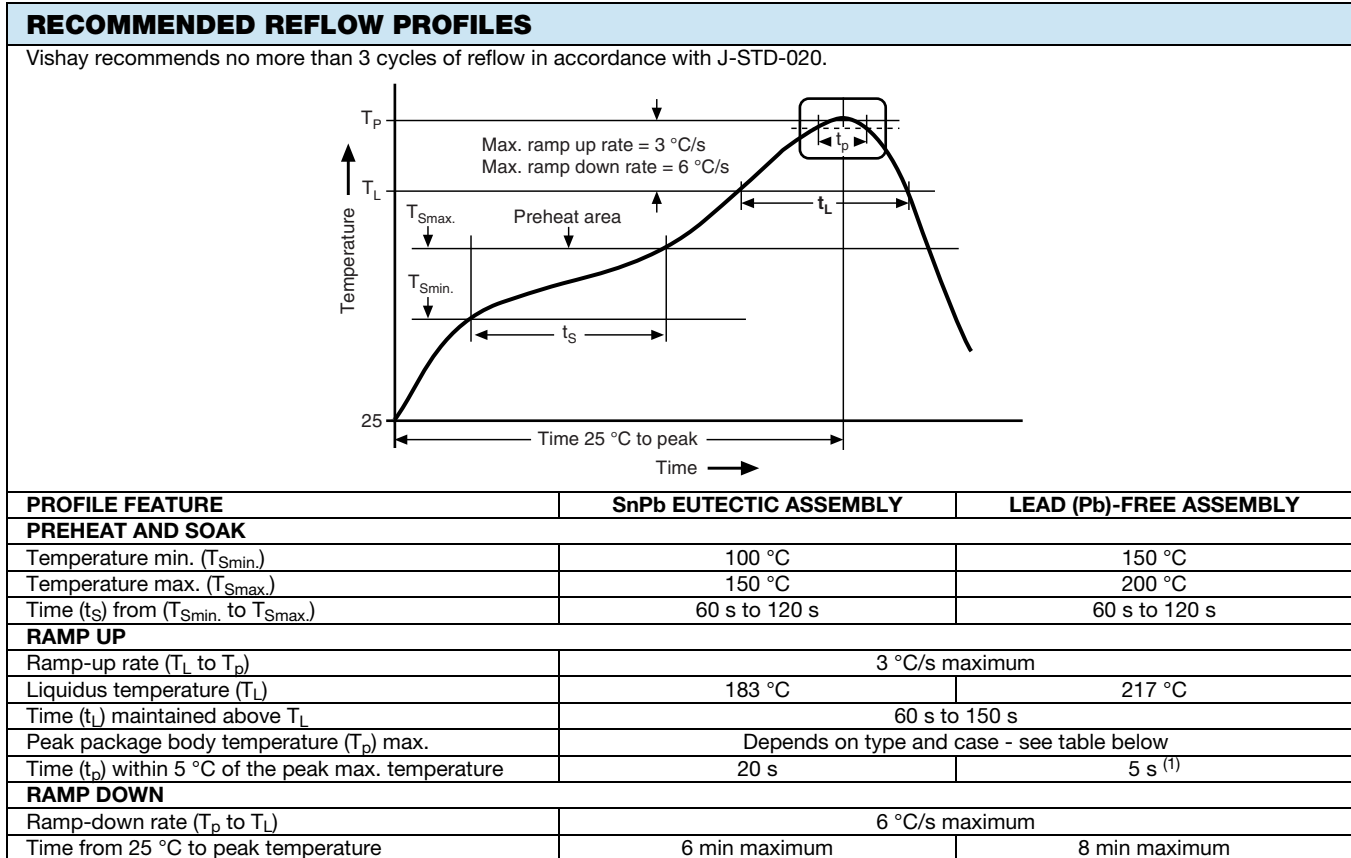 RECOMMENDED REFLOW PROFILES
Vishay recommends no more than 3 cycles of reflow in accordance with J-STD-020.
TP
Max. ramp up rate = 3 °C/s
Max. ramp down rate = 6 °C/s
tp
TL
tL
TSmax.
Preheat area
TSmin.
tS
Temperature
25
Time 25 °C to peak
Time
PROFILE FEATURE SnPb EUTECTIC ASSEMBLY LEAD (Pb)-FREE ASSEMBLY
PREHEAT AND SOAK
Temperature min. (TSmin.) 100 °C 150 °C
Temperature max. (TSmax.) 150 °C 200 °C
Time (tS) from (TSmin. to TSmax.) 60 s to 120 s 60 s to 120 s
RAMP UP
Ramp-up rate (TL to Tp) 3 °C/s maximum
Liquidus temperature (TL) 183 °C 217 °C
Time (tL) maintained above TL 60 s to 150 s
Peak package body temperature (Tp) max. Depends on type and case - see table below
Time (tp) within 5 °C of the peak max. temperature 20 s 5 s (1)
RAMP DOWN
Ramp-down rate (Tp to TL) 6 °C/s maximum
Time from 25 °C to peak temperature 6 min maximum 8 min maximum